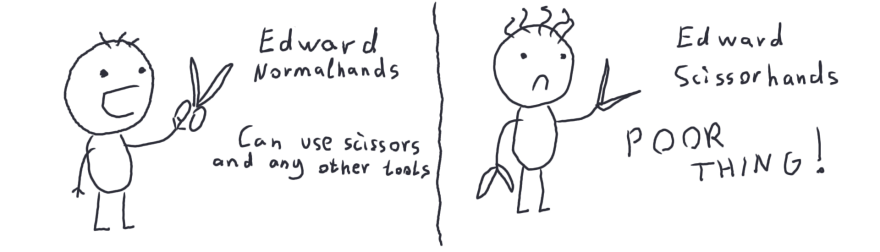 Edward
Normalhands
Can use scissors
and any other tools
Edward
Scissorhands
POOR
THING!